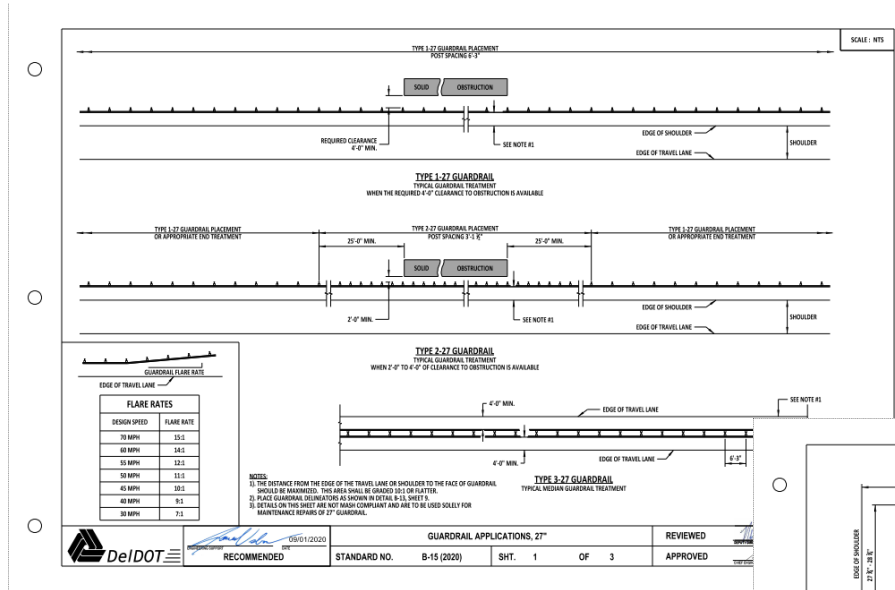 SCALE : NTS
TYPE 1-27 GUARDRAIL PLACEMENT
POST SPACING 6'-3"
SOLID OBSTRUCTION
REQUIRED CLEARANCE
4'-0" MIN.
SEE NOTE #1
EDGE OF SHOULDER
EDGE OF TRAVEL LANE
SHOULDER
TYPE 1-27 GUARDRAIL
TYPICAL GUARDRAIL TREATMENT
WHEN THE REQUIRED 4'-0" CLEARANCE TO OBSTRUCTION IS AVAILABLE
TYPE 1-27 GUARDRAIL PLACEMENT
OR APPROPRIATE END TREATMENT
TYPE 2-27 GUARDRAIL PLACEMENT
POST SPACING 3'-1 ½"
TYPE 1-27 GUARDRAIL PLACEMENT
OR APPROPRIATE END TREATMENT
25'-0" MIN.
25'-0" MIN.
SOLID OBSTRUCTION
2'-0" MIN.
SEE NOTE #1
EDGE OF SHOULDER
EDGE OF TRAVEL LANE
SHOULDER
TYPE 2-27 GUARDRAIL
TYPICAL GUARDRAIL TREATMENT
WHEN 2'-0" TO 4'-0" OF CLEARANCE TO OBSTRUCTION IS AVAILABLE
GUARDRAIL FLARE RATE
EDGE OF TRAVEL LANE
FLARE RATES
DESIGN SPEED FLARE RATE
70 MPH 15:1
60 MPH 14:1
55 MPH 12:1
50 MPH 11:1
45 MPH 10:1
40 MPH 9:1
30 MPH 7:1
4'-0" MIN.
EDGE OF TRAVEL LANE
SEE NOTE #1
4'-0" MIN.
EDGE OF TRAVEL LANE
6'-3"
TYPE 3-27 GUARDRAIL
TYPICAL MEDIAN GUARDRAIL TREATMENT
NOTES:
1). THE DISTANCE FROM THE EDGE OF THE TRAVEL LANE OR SHOULDER TO THE FACE OF GUARDRAIL
SHOULD BE MAXIMIZED. THIS AREA SHALL BE GRADED 10:1 OR FLATTER.
2). PLACE GUARDRAIL DELINEATORS AS SHOWN IN DETAIL B-13, SHEET 9.
3). DETAILS ON THIS SHEET ARE NOT MASH COMPLIANT AND ARE TO BE USED SOLELY FOR
MAINTENANCE REPAIRS OF 27" GUARDRAIL.
DelDOT
09/01/2020
DATE
RECOMMENDED
GUARDRAIL APPLICATIONS, 27"
STANDARD NO. B-15 (2020) SHT. 1 OF 3
REVIEWED
APPROVED
EDGE OF SHOULDER